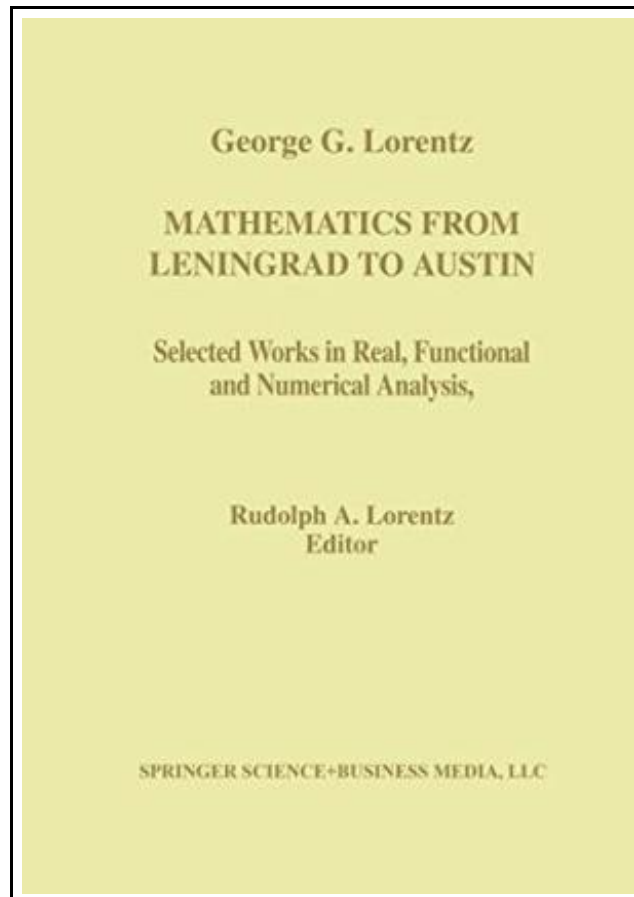 George G. Lorentz
MATHEMATICS FROM
LENINGRAD TO AUSTIN
Selected Works in Real, Functional
and Numerical Analysis,
Rudolph A. Lorentz
Editor
SPRINGER SCIENCE+BUSINESS MEDIA, LLC